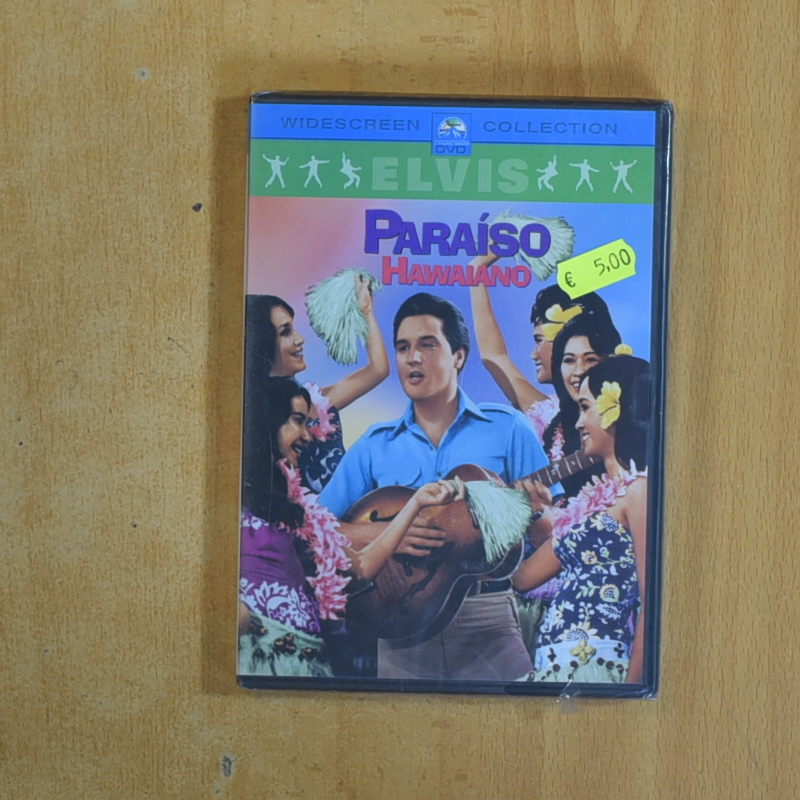 WIDESCREEN COLLECTION
DVD
ELVIS
PARAÍSO
HAWAIANO
€ 5,00